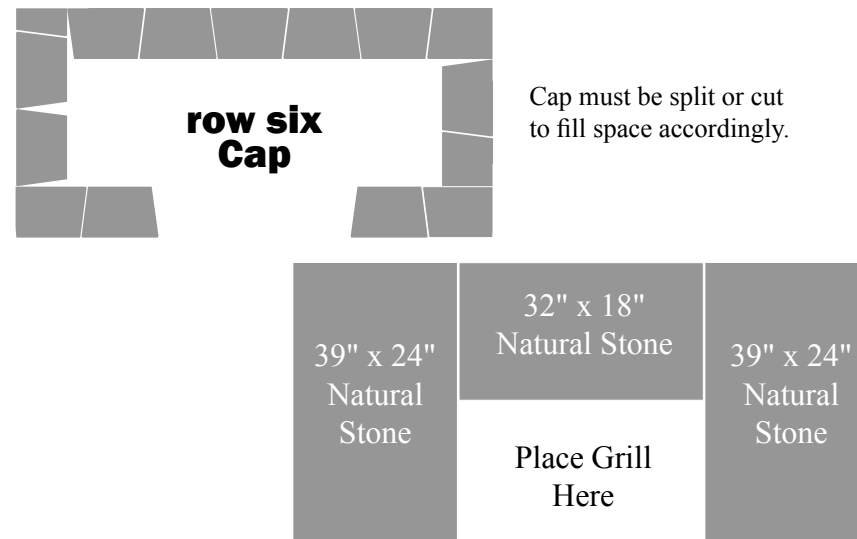 row six
Cap
Cap must be split or cut
to fill space accordingly.
39" x 24"
Natural
Stone
32" x 18"
Natural Stone
Place Grill
Here
39" x 24"
Natural
Stone